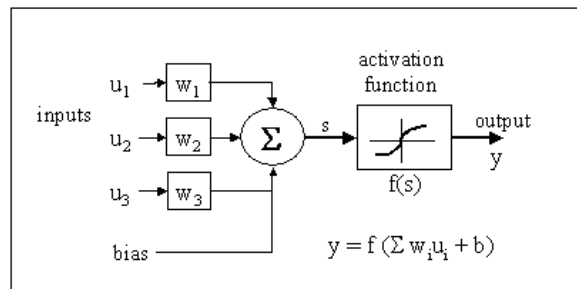 activation
function
inputs
u₁
w₁
u₂
w₂
Σ
s
output
y
f(s)
u₃
w₃
bias
y = f (Σ wᵢuᵢ + b)